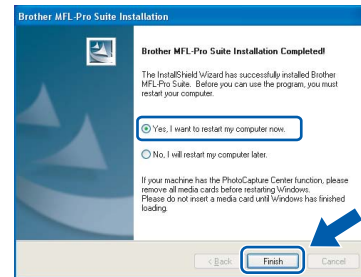 Brother MFL-Pro Suite Installation
Brother MFL-Pro Suite Installation Completed!
The InstallShield Wizard has successfully installed Brother
MFL-Pro Suite. Before you can use the program, you must
restart your computer.
Yes, I want to restart my computer now.
No, I will restart my computer later.
If your machine has the PhotoCapture Center function, please
remove all media cards before restarting Windows.
Please do not insert a media card until Windows has finished
loading.
< Back Finish Cancel